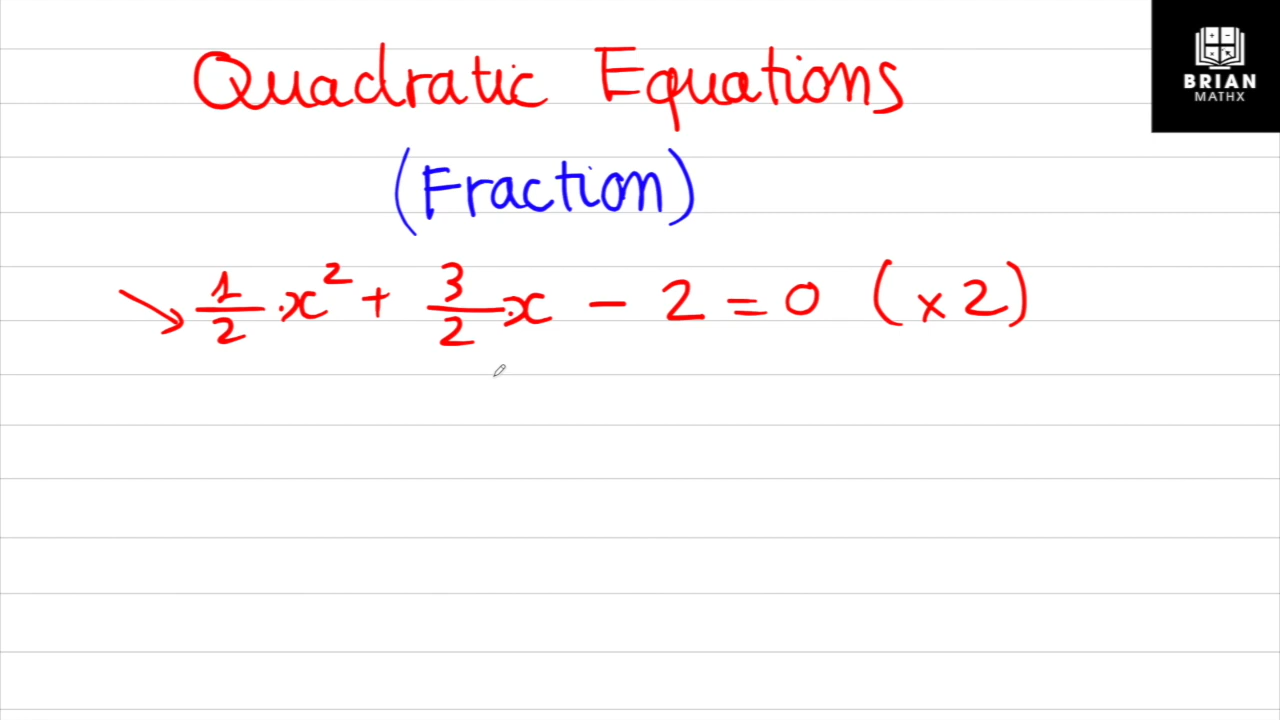 Quadratic Equations
BRIAN
MATHX
(Fraction)
1/2 · x² + 3/2 · x - 2 = 0 (×2)